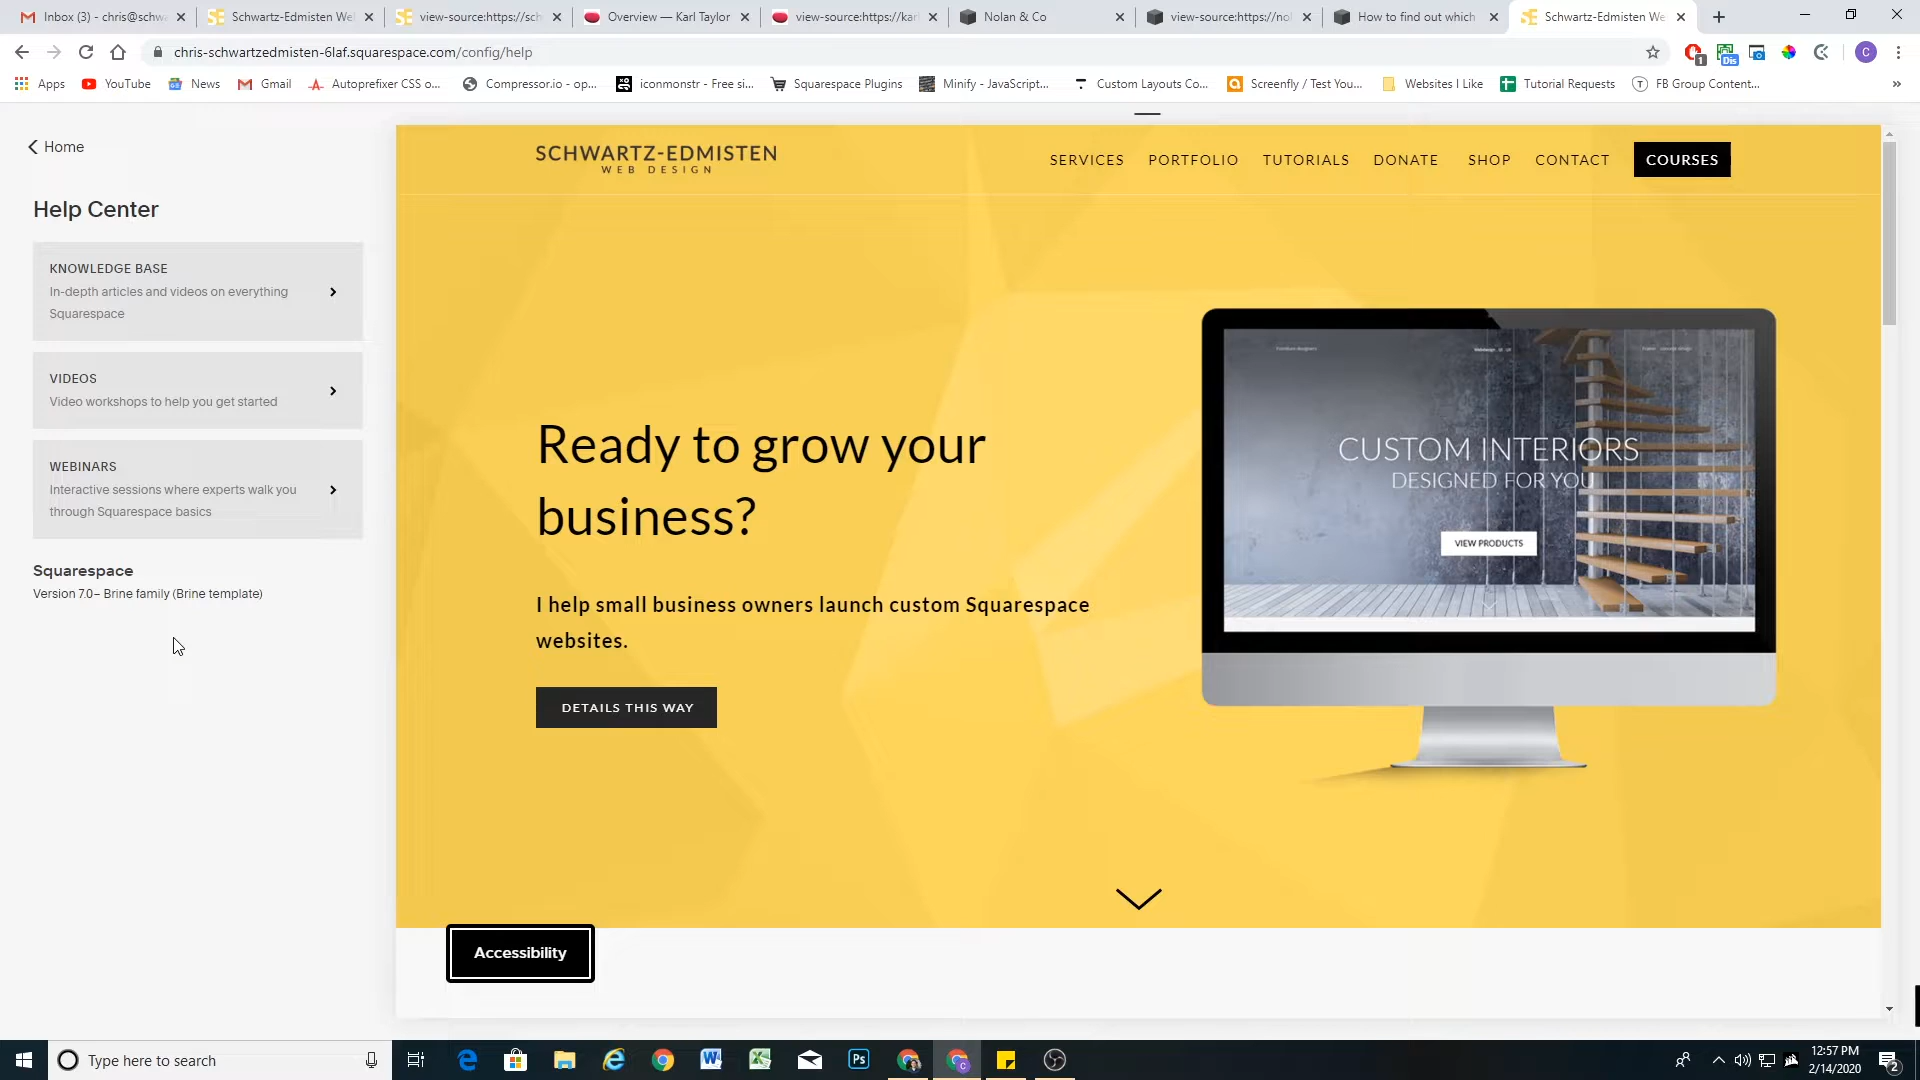 Inbox (3) - chris@schwa
Schwartz-Edmisten We
view-source:https://sch
Overview — Karl Taylor
view-source:https://kar
Nolan & Co
view-source:https://nol
How to find out which
Schwartz-Edmisten We
chris-schwartzedmisten-6laf.squarespace.com/config/help
1
Dis
C
Apps
YouTube
News
Gmail
Autoprefixer CSS o...
Compressor.io - op...
iconmonstr - Free si...
Squarespace Plugins
Minify - JavaScript...
Custom Layouts Co...
Screenfly / Test You...
Websites I Like
Tutorial Requests
FB Group Content...
Home
Help Center
KNOWLEDGE BASE
In-depth articles and videos on everything
Squarespace
VIDEOS
Video workshops to help you get started
WEBINARS
Interactive sessions where experts walk you
through Squarespace basics
Squarespace
Version 7.0– Brine family (Brine template)
SCHWARTZ-EDMISTEN
WEB DESIGN
SERVICES
PORTFOLIO
TUTORIALS
DONATE
SHOP
CONTACT
COURSES
Ready to grow your
business?
I help small business owners launch custom Squarespace
websites.
DETAILS THIS WAY
CUSTOM INTERIORS
DESIGNED FOR YOU
VIEW PRODUCTS
Accessibility
Type here to search
Ps
12:57 PM
2/14/2020
2